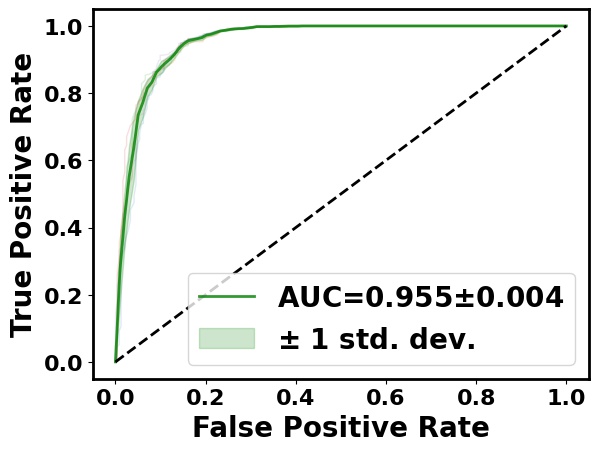 1.0
0.8
0.6
0.4
0.2
0.0
True Positive Rate
AUC=0.955±0.004
± 1 std. dev.
0.0 0.2 0.4 0.6 0.8 1.0
False Positive Rate